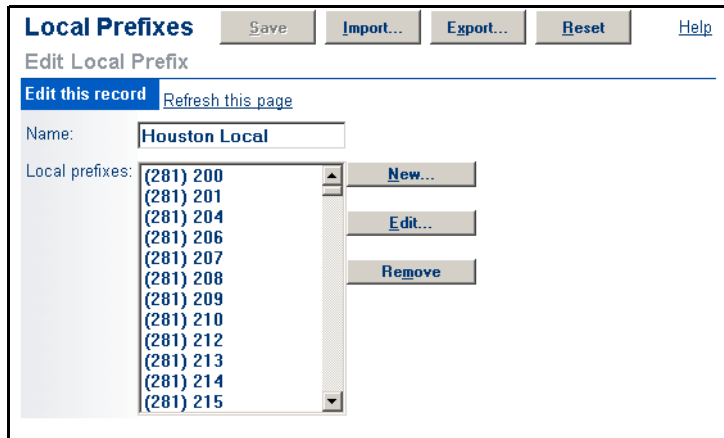 Local Prefixes Save Import... Export... Reset Help
Edit Local Prefix
Edit this record Refresh this page
Name: Houston Local
Local prefixes: (281) 200 New...
(281) 201
(281) 204 Edit...
(281) 206
(281) 207
(281) 208 Remove
(281) 209
(281) 210
(281) 212
(281) 213
(281) 214
(281) 215